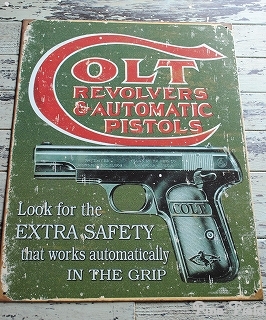 COLT
REVOLVERS
& AUTOMATIC
PISTOLS
Look for the
EXTRA SAFETY
that works automatically
IN THE GRIP
COLT